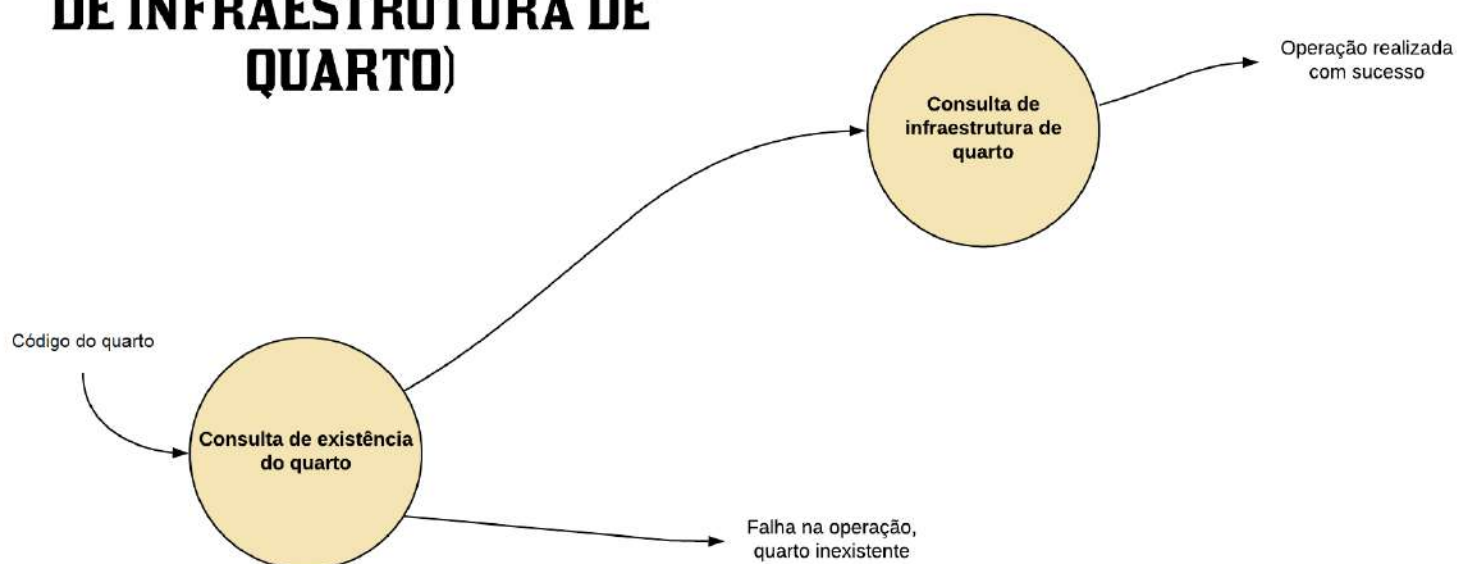 DE INFRAESTRUTURA DE
QUARTO)
Operação realizada
com sucesso
Consulta de
infraestrutura de
quarto
Código do quarto
Consulta de existência
do quarto
Falha na operação,
quarto inexistente